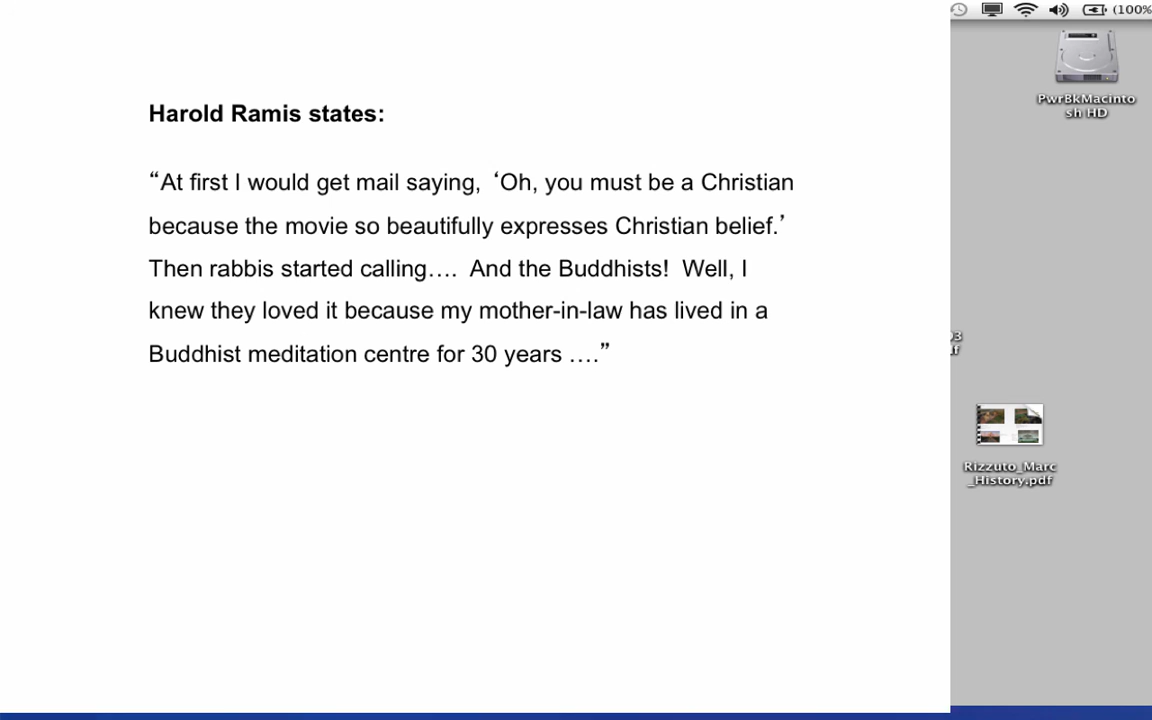 (100%
PwrBkMacinto
sh HD
Harold Ramis states:
“At first I would get mail saying, ‘Oh, you must be a Christian
because the movie so beautifully expresses Christian belief.’
Then rabbis started calling…. And the Buddhists! Well, I
knew they loved it because my mother-in-law has lived in a
Buddhist meditation centre for 30 years ….”
Rizzuto_Marc
_History.pdf